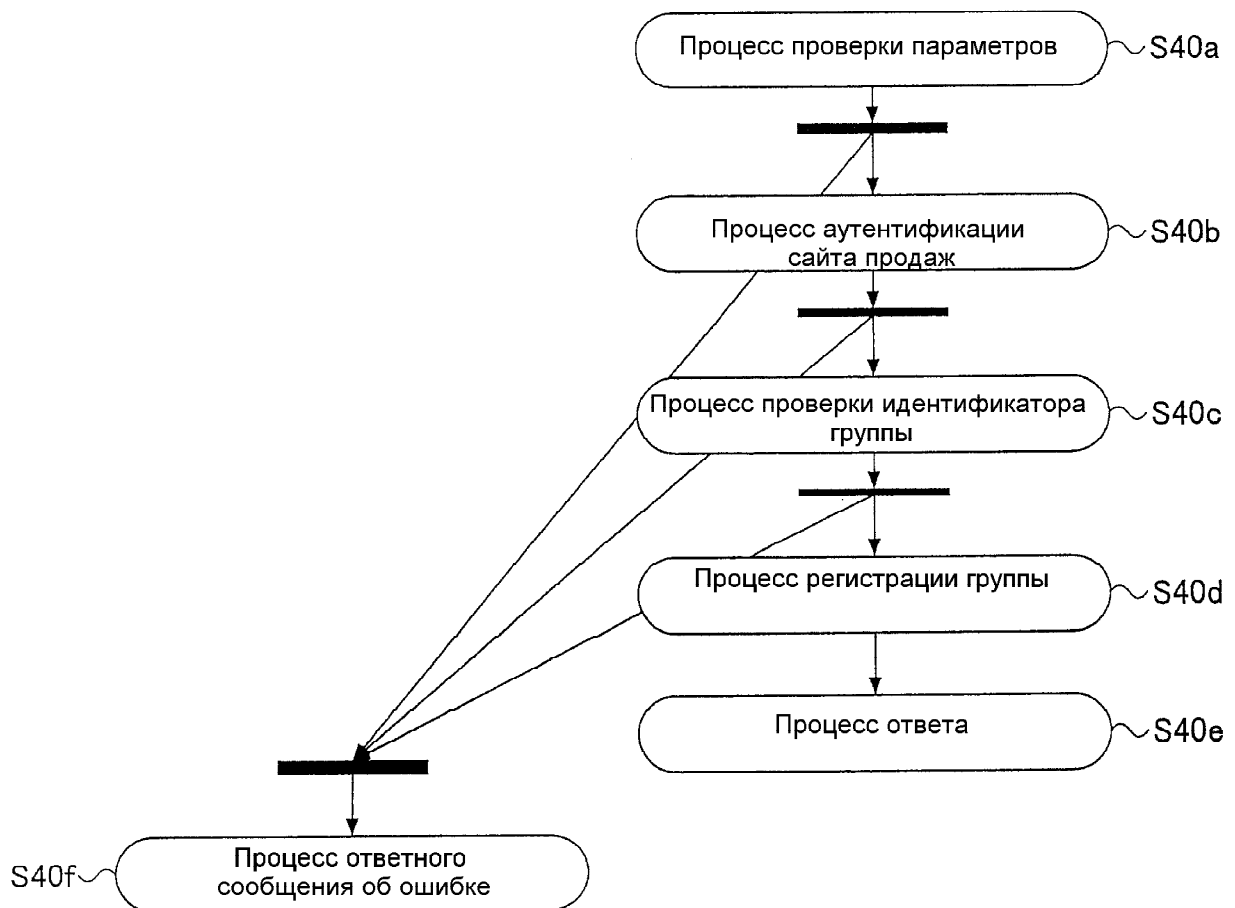 Процесс проверки параметров
S40a
Процесс аутентификации
сайта продаж
S40b
Процесс проверки идентификатора
группы
S40c
Процесс регистрации группы
S40d
Процесс ответа
S40e
Процесс ответного
сообщения об ошибке
S40f